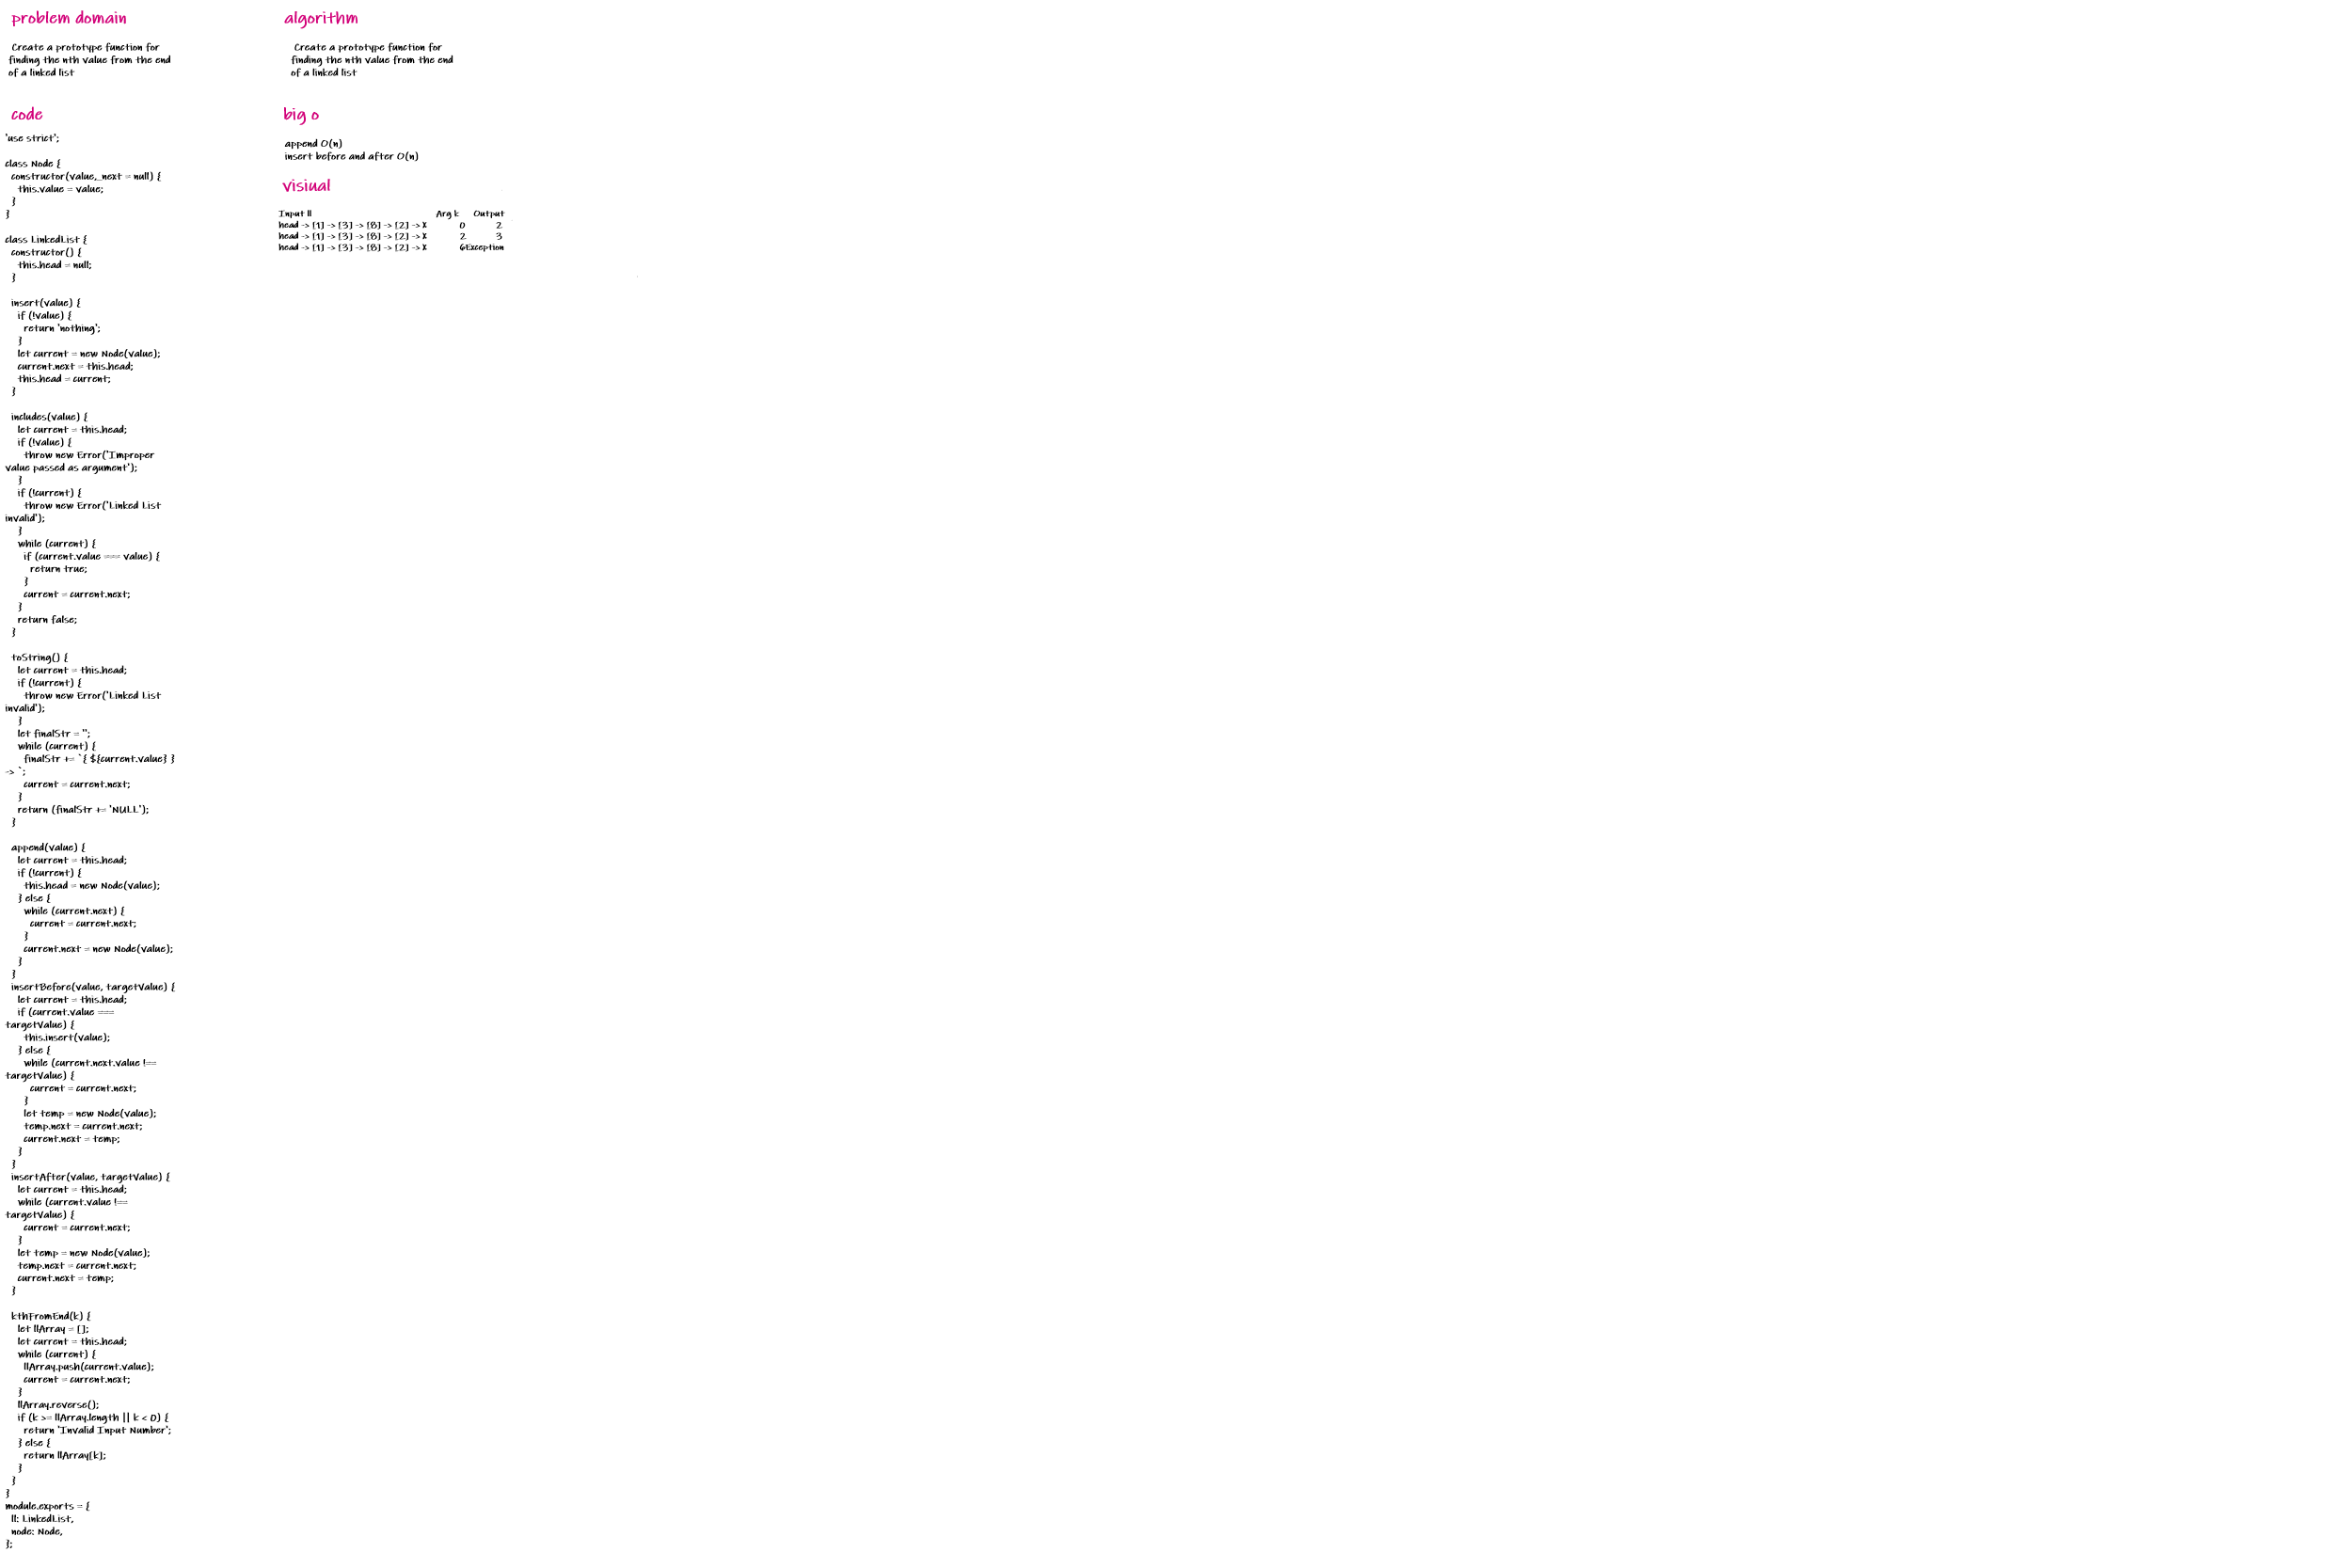 problem domain
Create a prototype function for
finding the nth value from the end
of a linked list
code
'use strict';
class Node {
constructor(value,_next = null) {
this.value = value;
}
}
class LinkedList {
constructor() {
this.head = null;
}
insert(value) {
if (!value) {
return 'nothing';
}
let current = new Node(value);
current.next = this.head;
this.head = current;
}
includes(value) {
let current = this.head;
if (!value) {
throw new Error('Improper
value passed as argument');
}
if (!current) {
throw new Error('Linked List
invalid');
}
while (current) {
if (current.value === value) {
return true;
}
current = current.next;
}
return false;
}
toString() {
let current = this.head;
if (!current) {
throw new Error('Linked List
invalid');
}
let finalStr = '';
while (current) {
finalStr += `{ ${current.value} }
-> `;
current = current.next;
}
return (finalStr += 'NULL');
}
append(value) {
let current = this.head;
if (!current) {
this.head = new Node(value);
} else {
while (current.next) {
current = current.next;
}
current.next = new Node(value);
}
}
insertBefore(value, targetValue) {
let current = this.head;
if (current.value ===
targetValue) {
this.insert(value);
} else {
while (current.next.value !==
targetValue) {
current = current.next;
}
let temp = new Node(value);
temp.next = current.next;
current.next = temp;
}
}
insertAfter(value, targetValue) {
let current = this.head;
while (current.value !==
targetValue) {
current = current.next;
}
let temp = new Node(value);
temp.next = current.next;
current.next = temp;
}
kthFromEnd(k) {
let llArray = [];
let current = this.head;
while (current) {
llArray.push(current.value);
current = current.next;
}
llArray.reverse();
if (k >= llArray.length || k < 0) {
return 'Invalid Input Number';
} else {
return llArray[k];
}
}
}
module.exports = {
ll: LinkedList,
node: Node,
};
algorithm
Create a prototype function for
finding the nth value from the end
of a linked list
big o
append O(n)
insert before and after O(n)
visiual
Input ll Arg k Output
head -> [1] -> [3] -> [8] -> [2] -> X 0 2
head -> [1] -> [3] -> [8] -> [2] -> X 2 3
head -> [1] -> [3] -> [8] -> [2] -> X 6Exception